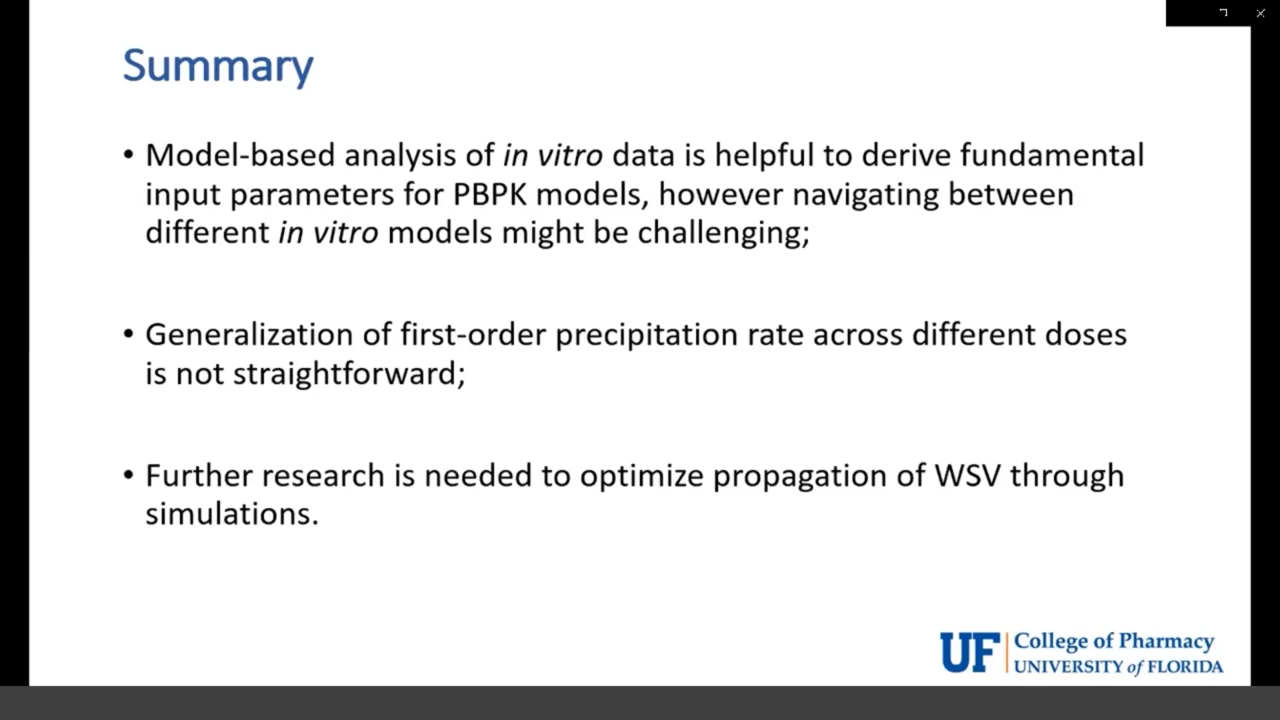 Summary
• Model-based analysis of in vitro data is helpful to derive fundamental
input parameters for PBPK models, however navigating between
different in vitro models might be challenging;
• Generalization of first-order precipitation rate across different doses
is not straightforward;
• Further research is needed to optimize propagation of WSV through
simulations.
UF College of Pharmacy
UNIVERSITY of FLORIDA